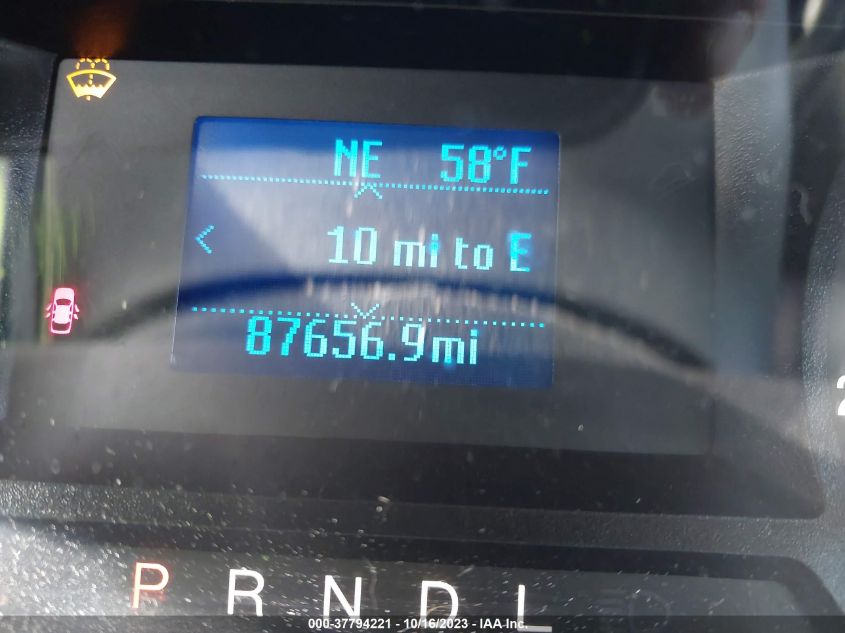 NE 58°F
10 mi to E
87656.9mi
P R N D L
000-37794221 - 10/16/2023 - IAA Inc.